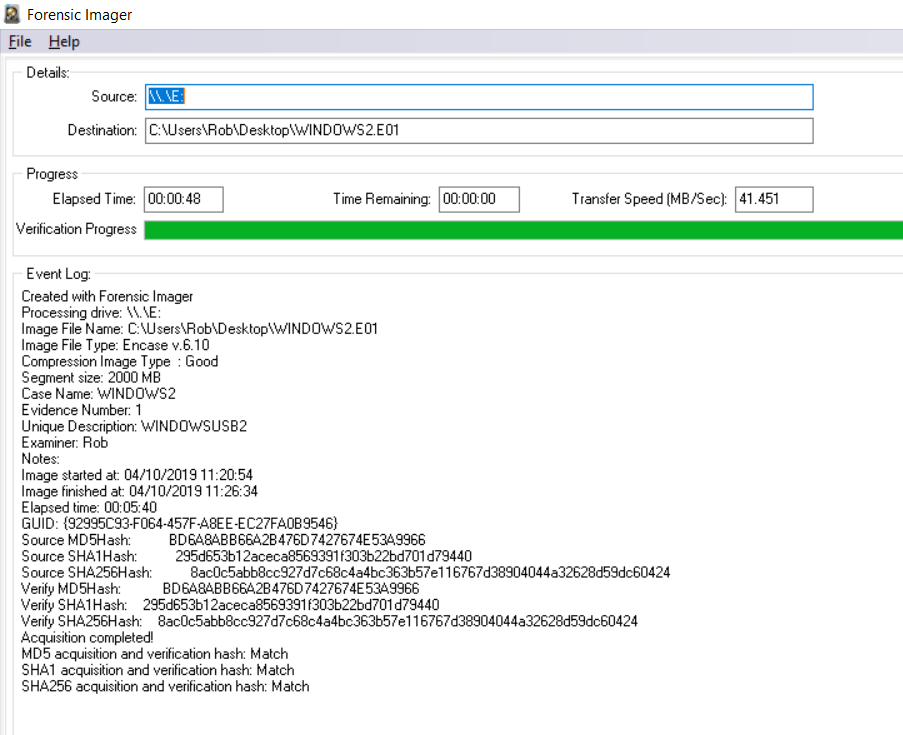 Forensic Imager
File Help
Details:
Source: \\.\E:
Destination: C:\Users\Rob\Desktop\WINDOWS2.E01
Progress
Elapsed Time: 00:00:48 Time Remaining: 00:00:00 Transfer Speed (MB/Sec): 41.451
Verification Progress
Event Log:
Created with Forensic Imager
Processing drive: \\.\E:
Image File Name: C:\Users\Rob\Desktop\WINDOWS2.E01
Image File Type: Encase v.6.10
Compression Image Type : Good
Segment size: 2000 MB
Case Name: WINDOWS2
Evidence Number: 1
Unique Description: WINDOWSUSB2
Examiner: Rob
Notes:
Image started at: 04/10/2019 11:20:54
Image finished at: 04/10/2019 11:26:34
Elapsed time: 00:05:40
GUID: {92995C93-F064-457F-A8EE-EC27FA0B9546}
Source MD5Hash: BD6A8ABB66A2B476D7427674E53A9966
Source SHA1Hash: 295d653b12aceca8569391f303b22bd701d79440
Source SHA256Hash: 8ac0c5abb8cc927d7c68c4a4bc363b57e116767d38904044a32628d59dc60424
Verify MD5Hash: BD6A8ABB66A2B476D7427674E53A9966
Verify SHA1Hash: 295d653b12aceca8569391f303b22bd701d79440
Verify SHA256Hash: 8ac0c5abb8cc927d7c68c4a4bc363b57e116767d38904044a32628d59dc60424
Acquisition completed!
MD5 acquisition and verification hash: Match
SHA1 acquisition and verification hash: Match
SHA256 acquisition and verification hash: Match